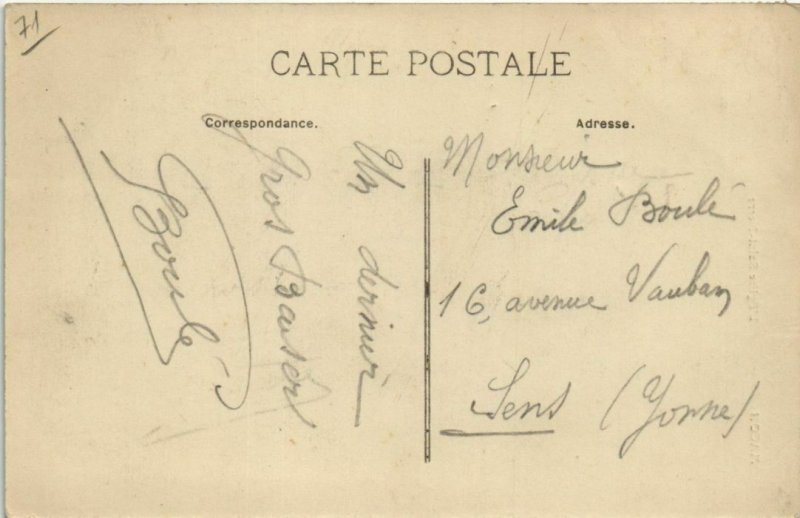 71
CARTE POSTALE
Correspondance.
Adresse.
Un dernier
gros baiser
Boulé
Monsieur
Emile Boulé
16, avenue Vauban
Sens (Yonne)